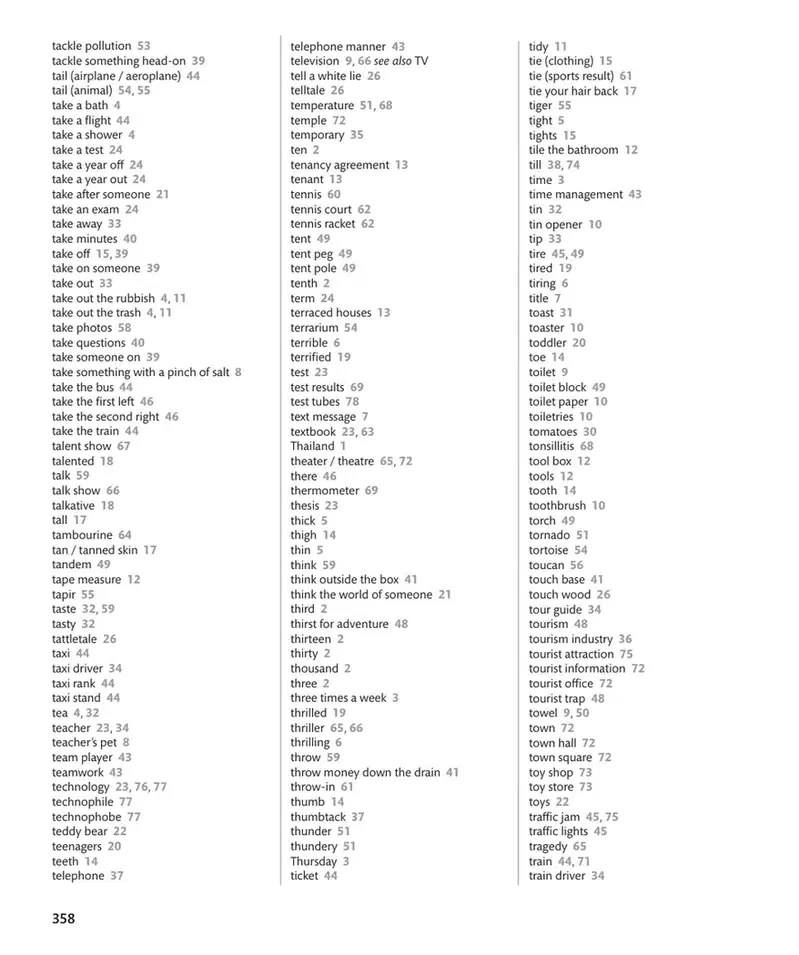 tackle pollution 53
tackle something head-on 39
tail (airplane / aeroplane) 44
tail (animal) 54, 55
take a bath 4
take a flight 44
take a shower 4
take a test 24
take a year off 24
take a year out 24
take after someone 21
take an exam 24
take away 33
take minutes 40
take off 15, 39
take on someone 39
take out 33
take out the rubbish 4, 11
take out the trash 4, 11
take photos 58
take questions 40
take someone on 39
take something with a pinch of salt 8
take the bus 44
take the first left 46
take the second right 46
take the train 44
talent show 67
talented 18
talk 59
talk show 66
talkative 18
tall 17
tambourine 64
tan / tanned skin 17
tandem 49
tape measure 12
tapir 55
taste 32, 59
tasty 32
tattletale 26
taxi 44
taxi driver 34
taxi rank 44
taxi stand 44
tea 4, 32
teacher 23, 34
teacher's pet 8
team player 43
teamwork 43
technology 23, 76, 77
technophile 77
technophobe 77
teddy bear 22
teenagers 20
teeth 14
telephone 37
telephone manner 43
television 9, 66 see also TV
tell a white lie 26
telltale 26
temperature 51, 68
temple 72
temporary 35
ten 2
tenancy agreement 13
tenant 13
tennis 60
tennis court 62
tennis racket 62
tent 49
tent peg 49
tent pole 49
tenth 2
term 24
terraced houses 13
terrarium 54
terrible 6
terrified 19
test 23
test results 69
test tubes 78
text message 7
textbook 23, 63
Thailand 1
theater / theatre 65, 72
there 46
thermometer 69
thesis 23
thick 5
thigh 14
thin 5
think 59
think outside the box 41
think the world of someone 21
third 2
thirst for adventure 48
thirteen 2
thirty 2
thousand 2
three 2
three times a week 3
thrilled 19
thriller 65, 66
thrilling 6
throw 59
throw money down the drain 41
throw-in 61
thumb 14
thumbtack 37
thunder 51
thundery 51
Thursday 3
ticket 44
tidy 11
tie (clothing) 15
tie (sports result) 61
tie your hair back 17
tiger 55
tight 5
tights 15
tile the bathroom 12
till 38, 74
time 3
time management 43
tin 32
tin opener 10
tip 33
tire 45, 49
tired 19
tiring 6
title 7
toast 31
toaster 10
toddler 20
toe 14
toilet 9
toilet block 49
toilet paper 10
toiletries 10
tomatoes 30
tonsillitis 68
tool box 12
tools 12
tooth 14
toothbrush 10
torch 49
tornado 51
tortoise 54
toucan 56
touch base 41
touch wood 26
tour guide 34
tourism 48
tourism industry 36
tourist attraction 75
tourist information 72
tourist office 72
tourist trap 48
towel 9, 50
town 72
town hall 72
town square 72
toy shop 73
toy store 73
toys 22
traffic jam 45, 75
traffic lights 45
tragedy 65
train 44, 71
train driver 34
358